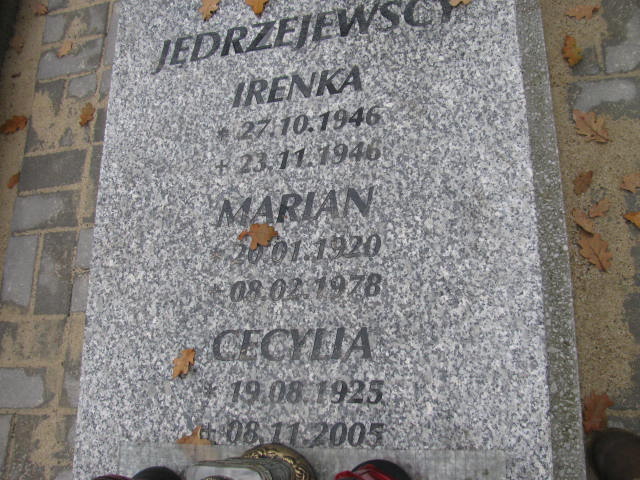 JEDRZEJEWSCY
IRENKA
* 27.10.1946
+ 23.11.1946
MARIAN
* 20.01.1920
+ 08.02.1978
CECYLIA
* 19.08.1925
+ 08.11.2005